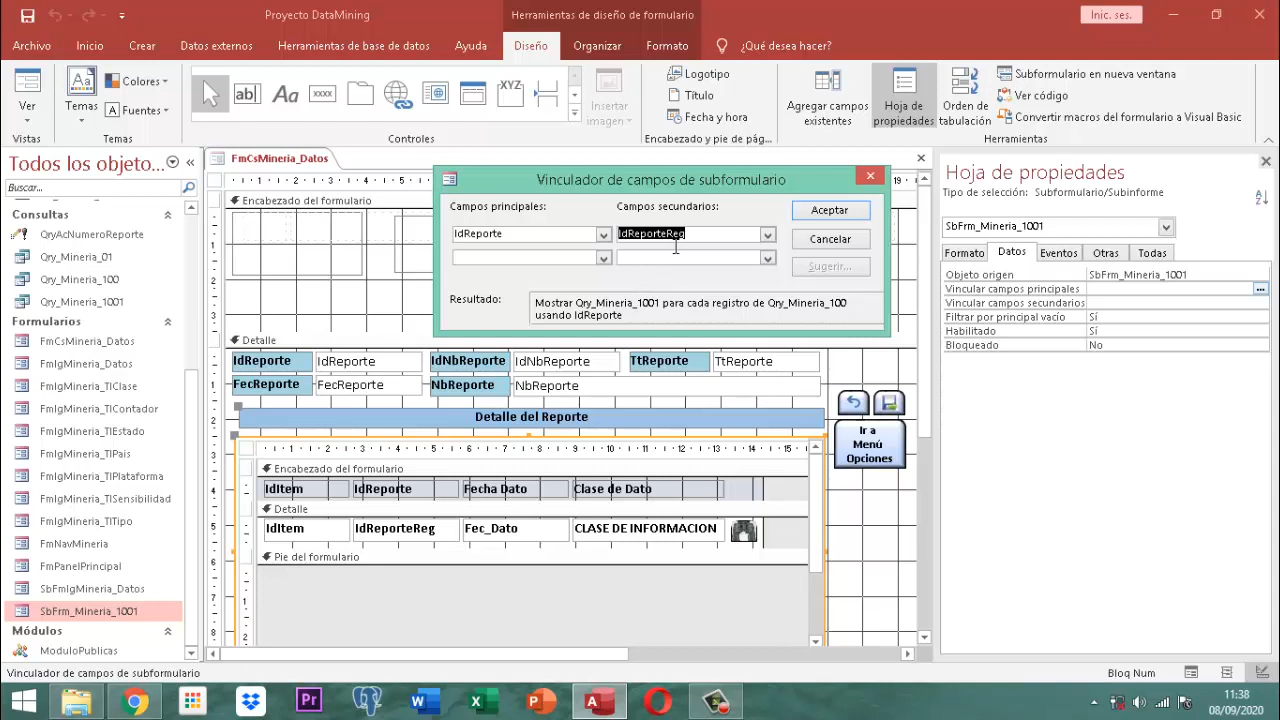 Proyecto DataMining
Herramientas de diseño de formulario
Inic. ses.
Archivo
Inicio
Crear
Datos externos
Herramientas de base de datos
Ayuda
Diseño
Organizar
Formato
¿Qué desea hacer?
Ver
Vistas
Temas
Colores
Fuentes
Temas
ab|
Aa
xxxx
XYZ
Controles
Insertar imagen
Logotipo
Título
Fecha y hora
Encabezado y pie de pág...
Agregar campos existentes
Hoja de propiedades
Orden de tabulación
Subformulario en nueva ventana
Ver código
Convertir macros del formulario a Visual Basic
Herramientas
Todos los objeto...
Buscar...
Consultas
QryAcNumeroReporte
Qry_Mineria_01
Qry_Mineria_100
Qry_Mineria_1001
Formularios
FmCsMineria_Datos
FmIgMineria_Datos
FmIgMineria_TIClase
FmIgMineria_TIContador
FmIgMineria_TIEstado
FmIgMineria_TIPais
FmIgMineria_TIPlataforma
FmIgMineria_TISensibilidad
FmIgMineria_TITipo
FmNavMineria
FmPanelPrincipal
SbFmIgMineria_Datos
SbFrm_Mineria_1001
Módulos
ModuloPublicas
FmCsMineria_Datos
Encabezado del formulario
Vinculador de campos de subformulario
Campos principales:
Campos secundarios:
IdReporte
IdReporteReg
Aceptar
Cancelar
Sugerir...
Resultado:
Mostrar Qry_Mineria_1001 para cada registro de Qry_Mineria_100
usando IdReporte
Detalle
IdReporte IdReporte IdNbReporte IdNbReporte TtReporte TtReporte
FecReporte FecReporte NbReporte NbReporte
Detalle del Reporte
Encabezado del formulario
IdItem IdReporte Fecha Dato Clase de Dato
Detalle
IdItem IdReporteReg Fec_Dato CLASE DE INFORMACION
Pie del formulario
Ir a
Menú
Opciones
Hoja de propiedades
Tipo de selección: Subformulario/Subinforme
SbFrm_Mineria_1001
Formato Datos Eventos Otras Todas
Objeto origen SbFrm_Mineria_1001
Vincular campos principales
Vincular campos secundarios
Filtrar por principal vacío Sí
Habilitado Sí
Bloqueado No
Vinculador de campos de subformulario
Bloq Num
11:38
08/09/2020